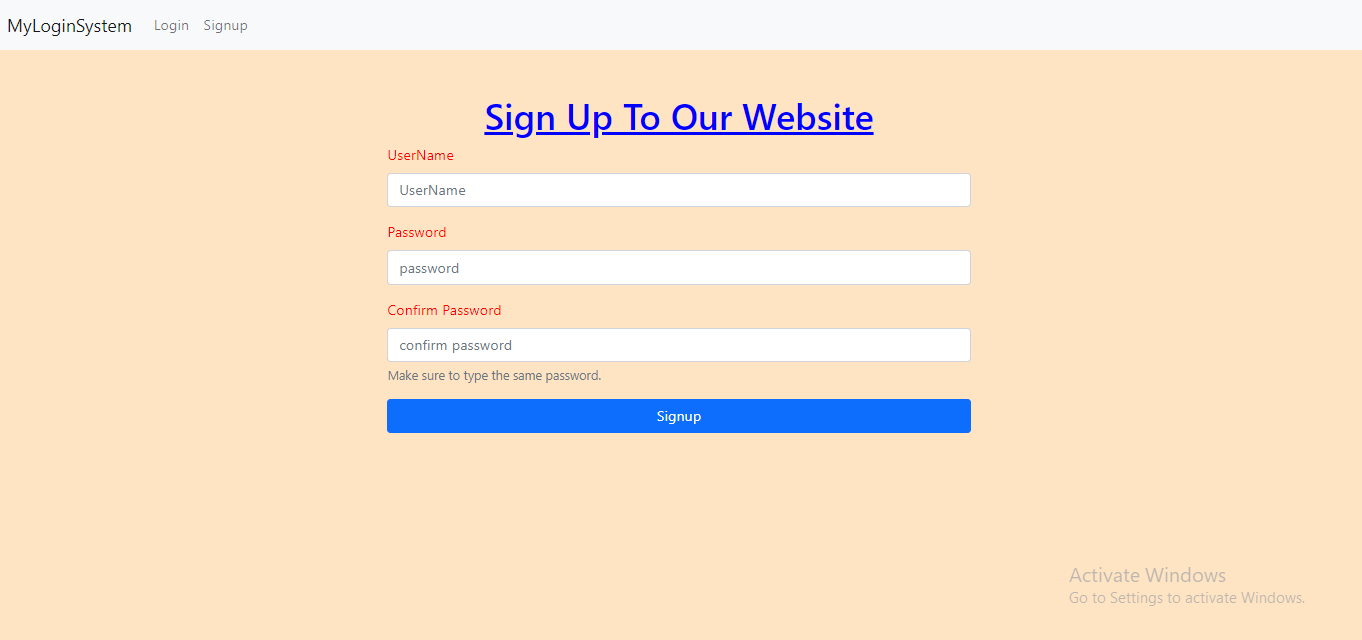 MyLoginSystem Login Signup
Sign Up To Our Website
UserName
UserName
Password
password
Confirm Password
confirm password
Make sure to type the same password.
Signup
Activate Windows
Go to Settings to activate Windows.